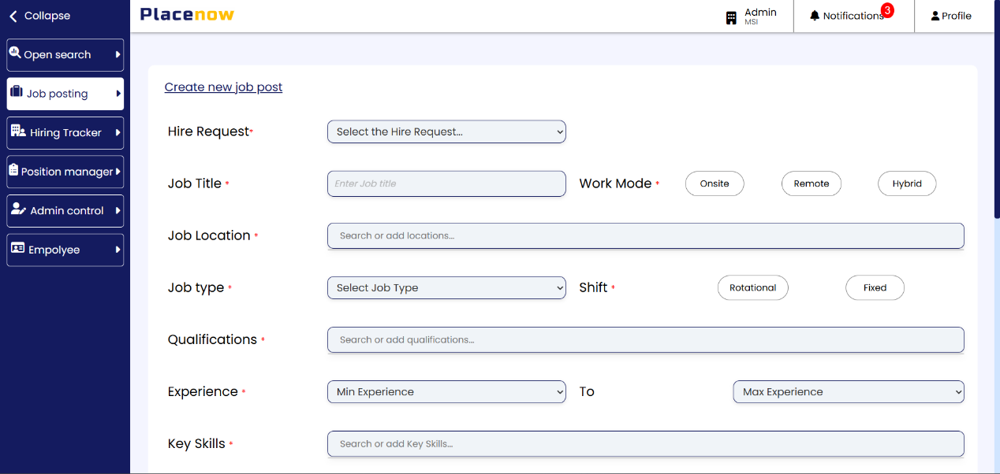 Collapse
Placenow
Admin
MSI
Notifications
3
Profile
Open search
Job posting
Hiring Tracker
Position manager
Admin control
Empolyee
Create new job post
Hire Request*
Select the Hire Request...
Job Title *
Enter Job title
Work Mode *
Onsite
Remote
Hybrid
Job Location *
Search or add locations...
Job type *
Select Job Type
Shift *
Rotational
Fixed
Qualifications *
Search or add qualifications...
Experience *
Min Experience
To
Max Experience
Key Skills *
Search or add Key Skills...